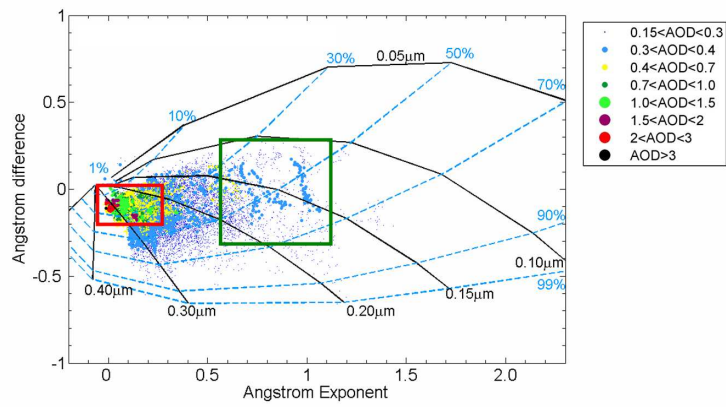 1
0.5
0
-0.5
-1
Angstrom difference
0
0.5
1.0
1.5
2.0
Angstrom Exponent
1%
10%
30%
50%
70%
90%
99%
0.05µm
0.10µm
0.15µm
0.20µm
0.30µm
0.40µm
0.15<AOD<0.3
0.3<AOD<0.4
0.4<AOD<0.7
0.7<AOD<1.0
1.0<AOD<1.5
1.5<AOD<2
2<AOD<3
AOD>3